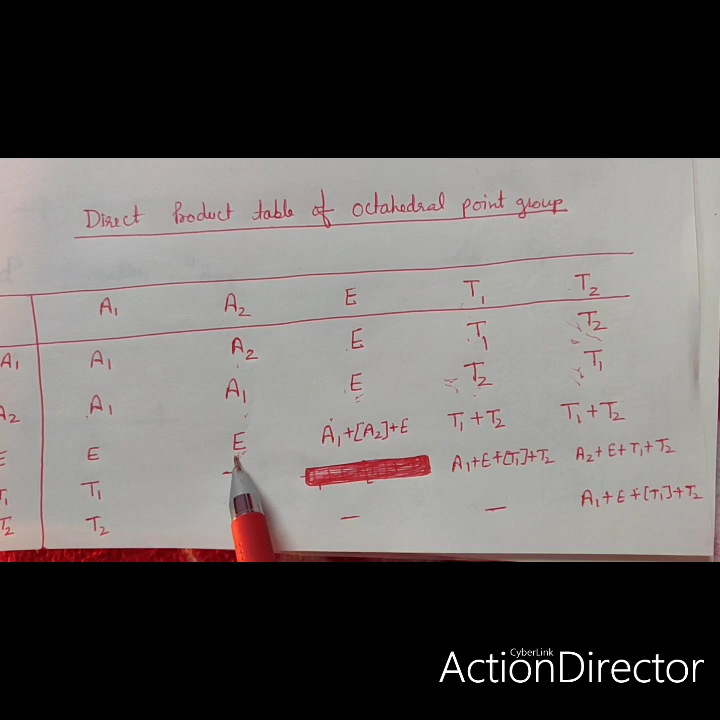 Direct Product table of octahedral point group
A₁ A₂ E T₁ T₂
A₁ A₁ A₂ E T₁ T₂
A₂ A₁ A₁ E T₂ T₁
E E E A₁+[A₂]+E T₁+T₂ T₁+T₂
T₁ T₁ A₁+E+[T₁]+T₂ A₂+E+T₁+T₂
T₂ T₂ — — A₁+E+[T₁]+T₂
CyberLink
ActionDirector